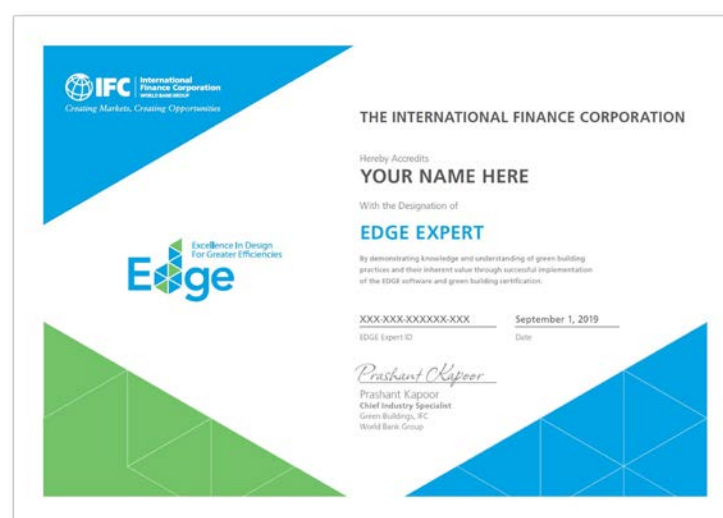 IFC
International
Finance Corporation
WORLD BANK GROUP
Creating Markets, Creating Opportunities
Edge
Excellence In Design
For Greater Efficiencies
THE INTERNATIONAL FINANCE CORPORATION
Hereby Accredits
YOUR NAME HERE
With the Designation of
EDGE EXPERT
By demonstrating knowledge and understanding of green building
practices and their inherent value through successful implementation
of the EDGE software and green building certification.
XXX-XXX-XXXXXX-XXX
September 1, 2019
EDGE Expert ID
Date
Prashant Kapoor
Prashant Kapoor
Chief Industry Specialist
Green Buildings, IFC
World Bank Group